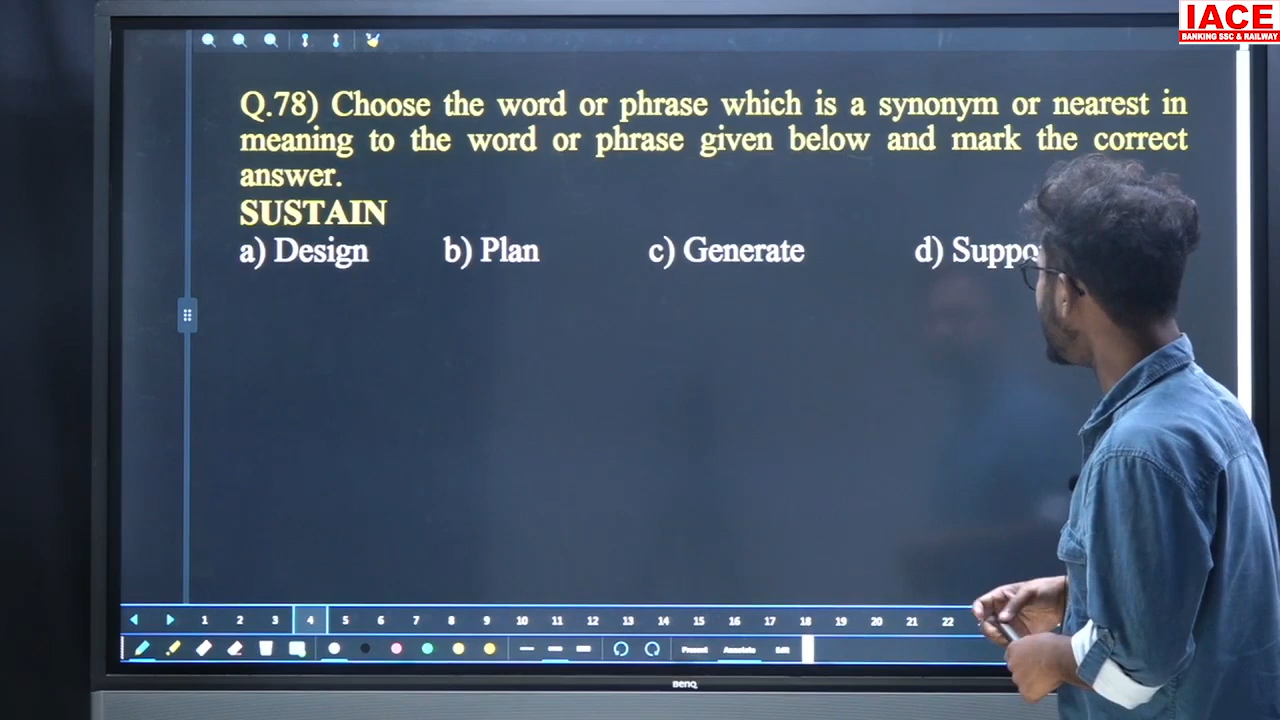 IACE
BANKING SSC & RAILWAY
Q.78) Choose the word or phrase which is a synonym or nearest in
meaning to the word or phrase given below and mark the correct
answer.
SUSTAIN
a) Design b) Plan c) Generate d) Suppo
1 2 3 4 5 6 7 8 9 10 11 12 13 14 15 16 17 18 19 20 21 22
Present Annotate Edit
BenQ